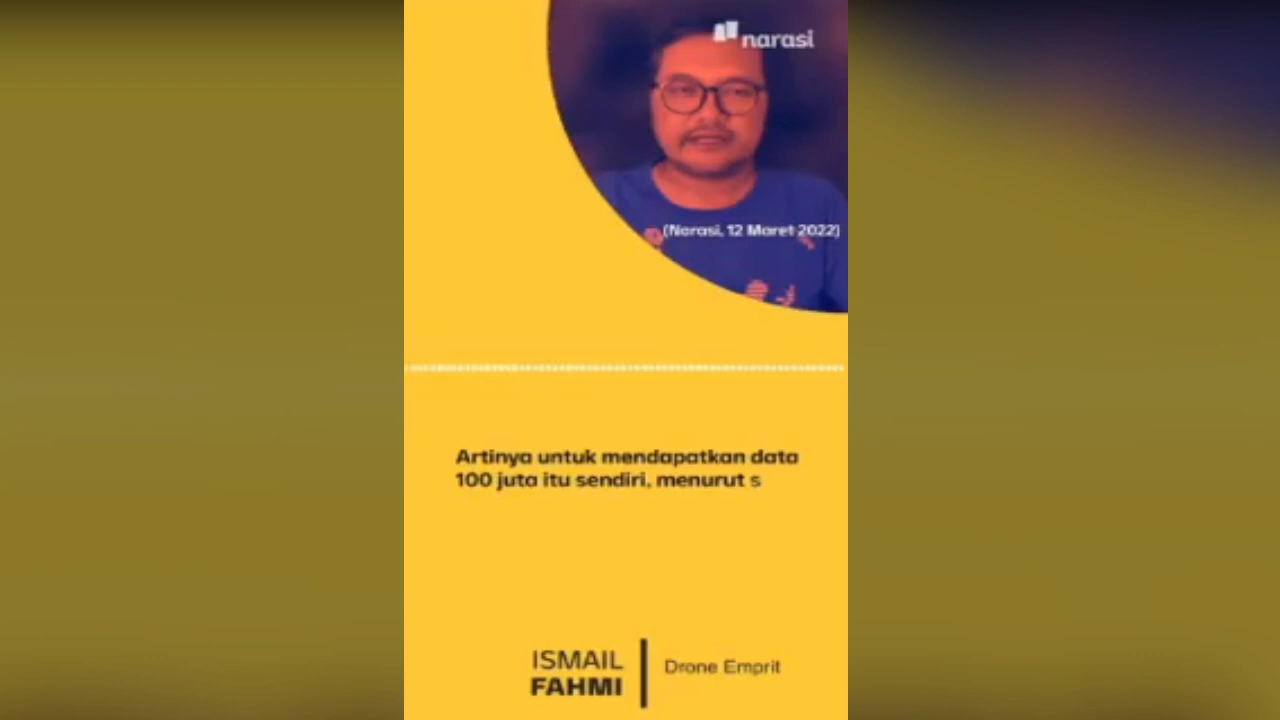 narasi
(Narasi, 12 Maret 2022)
Artinya untuk mendapatkan data
100 juta itu sendiri, menurut s
ISMAIL
FAHMI
Drone Emprit